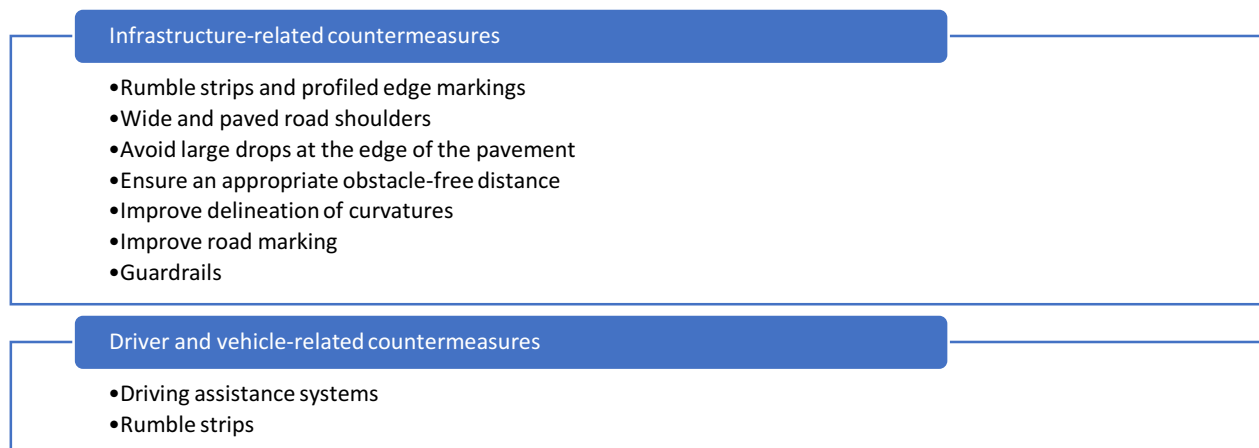 Infrastructure-related countermeasures
•Rumble strips and profiled edge markings
•Wide and paved road shoulders
•Avoid large drops at the edge of the pavement
•Ensure an appropriate obstacle-free distance
•Improve delineation of curvatures
•Improve road marking
•Guardrails
Driver and vehicle-related countermeasures
•Driving assistance systems
•Rumble strips